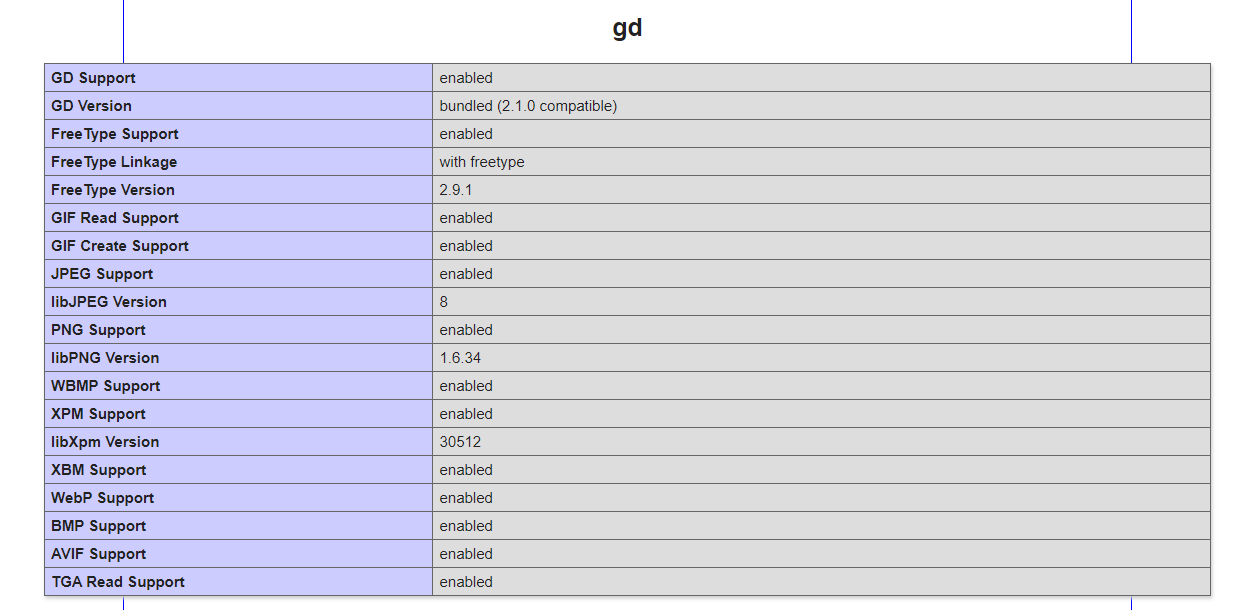 gd
GD Support enabled
GD Version bundled (2.1.0 compatible)
FreeType Support enabled
FreeType Linkage with freetype
FreeType Version 2.9.1
GIF Read Support enabled
GIF Create Support enabled
JPEG Support enabled
libJPEG Version 8
PNG Support enabled
libPNG Version 1.6.34
WBMP Support enabled
XPM Support enabled
libXpm Version 30512
XBM Support enabled
WebP Support enabled
BMP Support enabled
AVIF Support enabled
TGA Read Support enabled